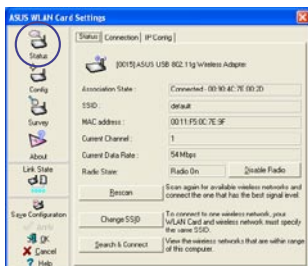 ASUS WLAN Card Settings
Status
Config
Survey
About
Link State
Save Configuration
Apply
OK
Cancel
Help
Status
Connection
IP Config
[0015] ASUS USB 802.11g Wireless Adapter
Association State : Connected - 00:90:4C:7E:00:2D
SSID : default
MAC address : 00:11:F5:0C:7E:9F
Current Channel : 1
Current Data Rate : 54 Mbps
Radio State: Radio On Disable Radio
Rescan
Scan again for available wireless networks and
connect the one that has the best signal level.
Change SSID
To connect to one wireless network, your
WLAN Card and wireless network must specify
the same SSID.
Search & Connect
View the wireless networks that are within range
of this computer.